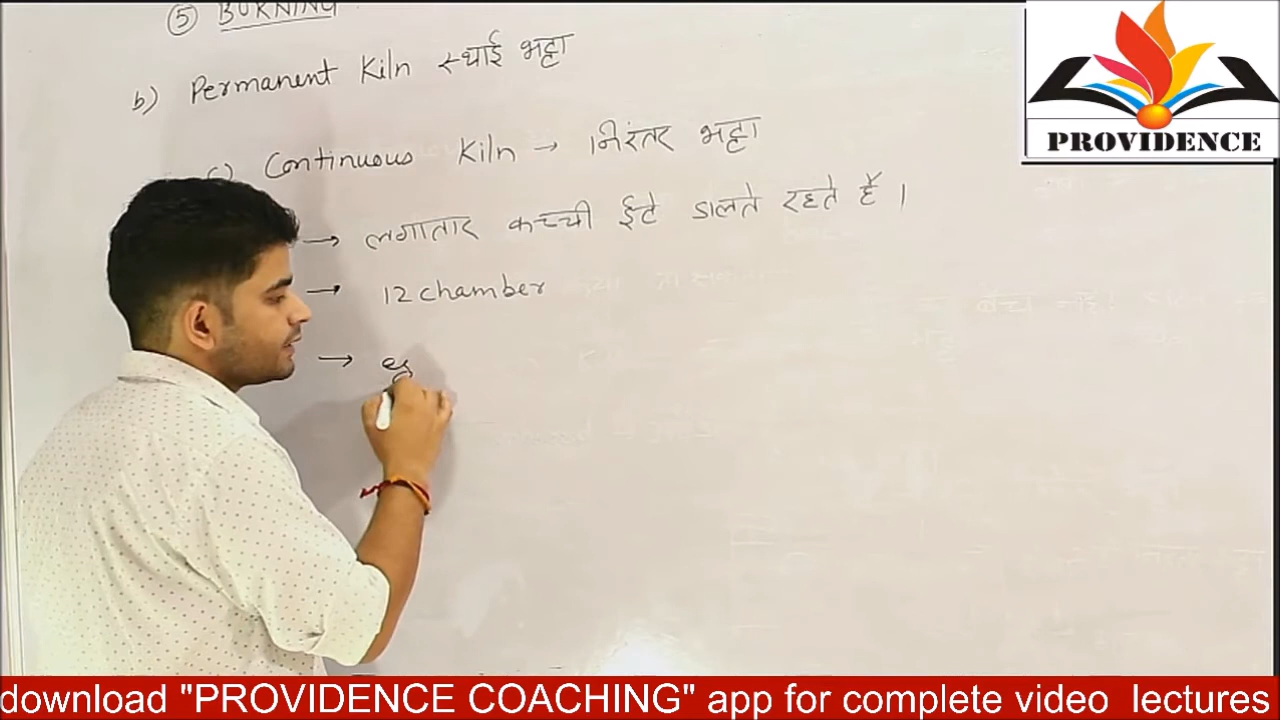 ⑤ BURNING
b) Permanent Kiln स्थाई भट्टा
PROVIDENCE
c) Continuous Kiln → निरंतर भट्टा
→ लगातार कच्ची ईटे डालते रहते हैं ।
→ 12 chamber
→
download "PROVIDENCE COACHING" app for complete video lectures